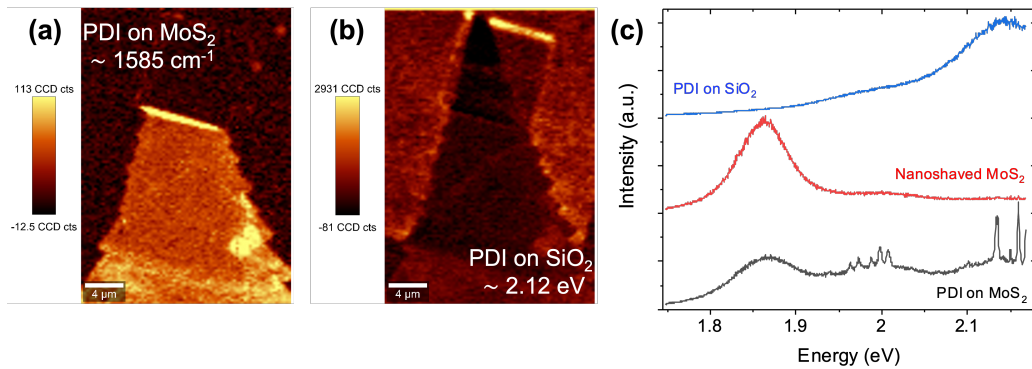 (a)
PDI on MoS₂
~ 1585 cm⁻¹
113 CCD cts
-12.5 CCD cts
4 μm
(b)
2931 CCD cts
-81 CCD cts
PDI on SiO₂
~ 2.12 eV
4 μm
(c)
Intensity (a.u.)
PDI on SiO₂
Nanoshaved MoS₂
PDI on MoS₂
1.8 1.9 2 2.1
Energy (eV)